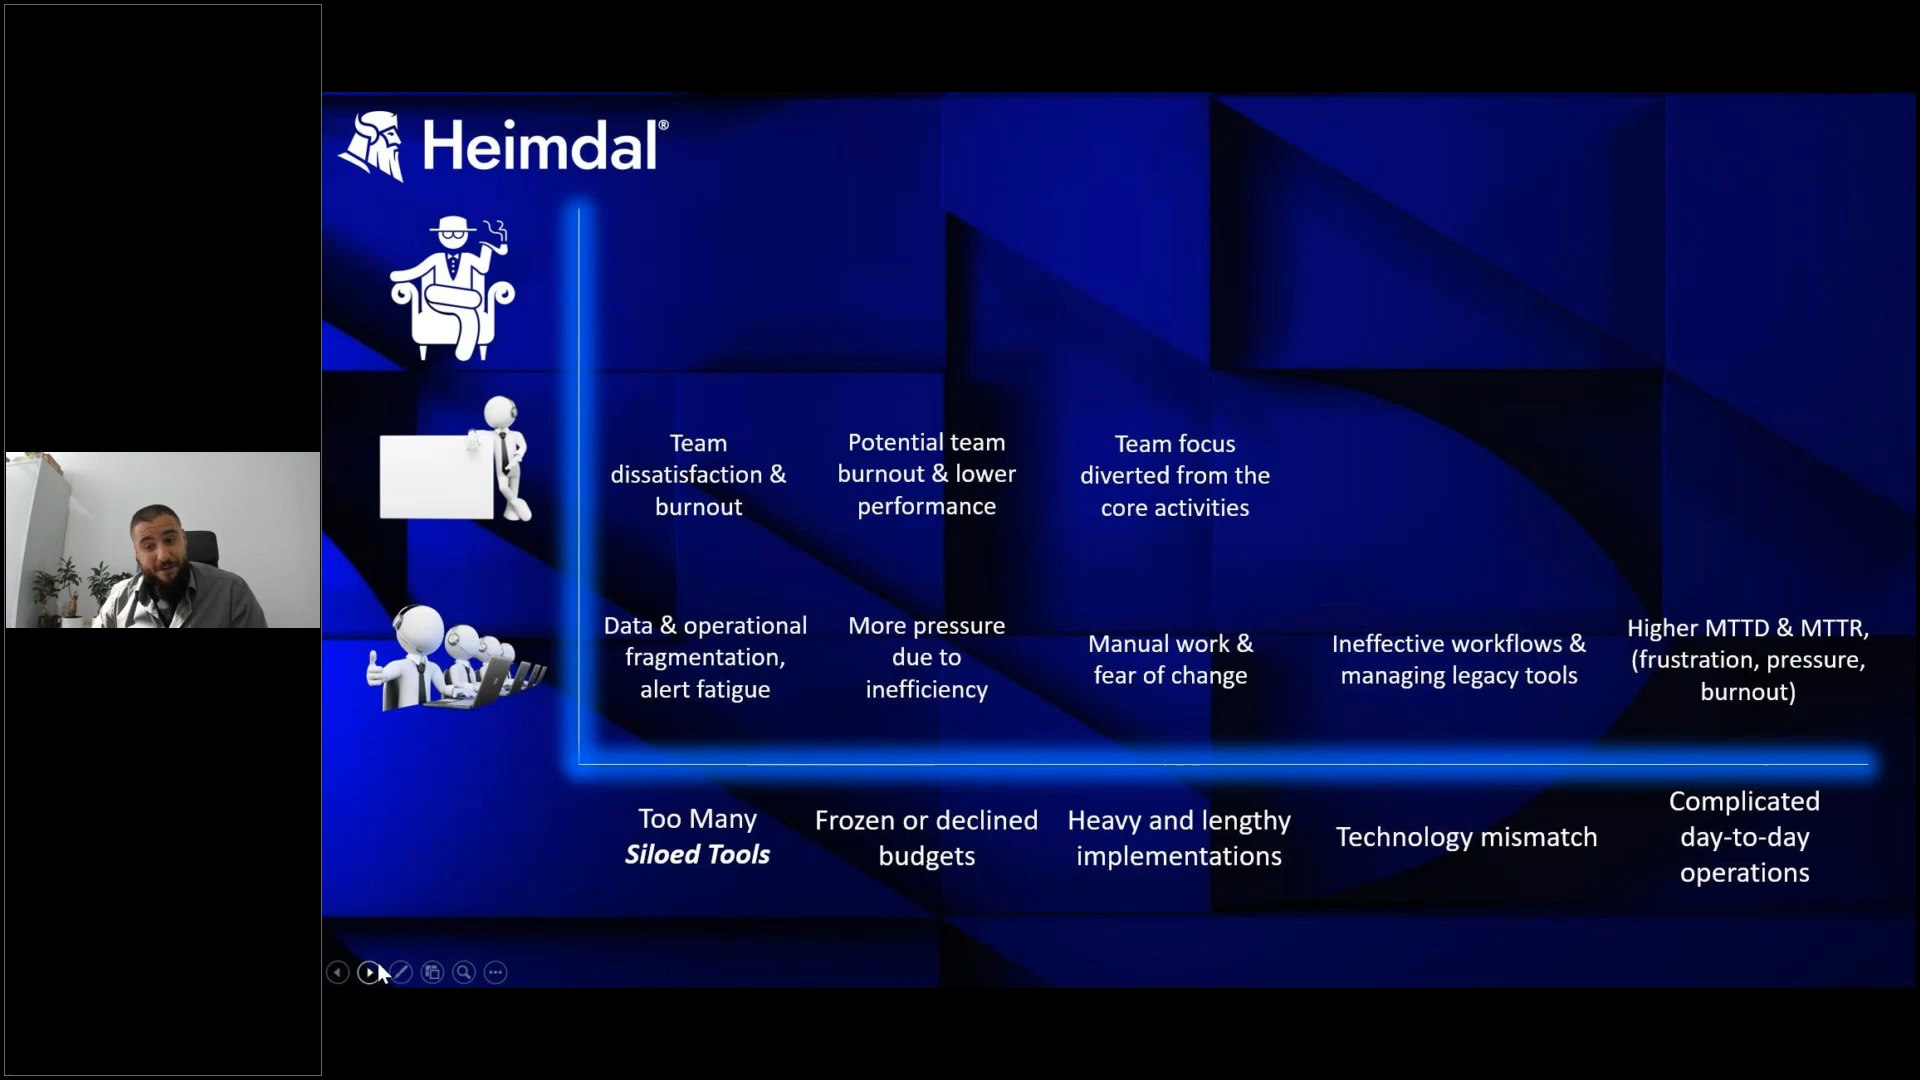 Heimdal®
Team
dissatisfaction &
burnout
Potential team
burnout & lower
performance
Team focus
diverted from the
core activities
Data & operational
fragmentation,
alert fatigue
More pressure
due to
inefficiency
Manual work &
fear of change
Ineffective workflows &
managing legacy tools
Higher MTTD & MTTR,
(frustration, pressure,
burnout)
Too Many
Siloed Tools
Frozen or declined
budgets
Heavy and lengthy
implementations
Technology mismatch
Complicated
day-to-day
operations